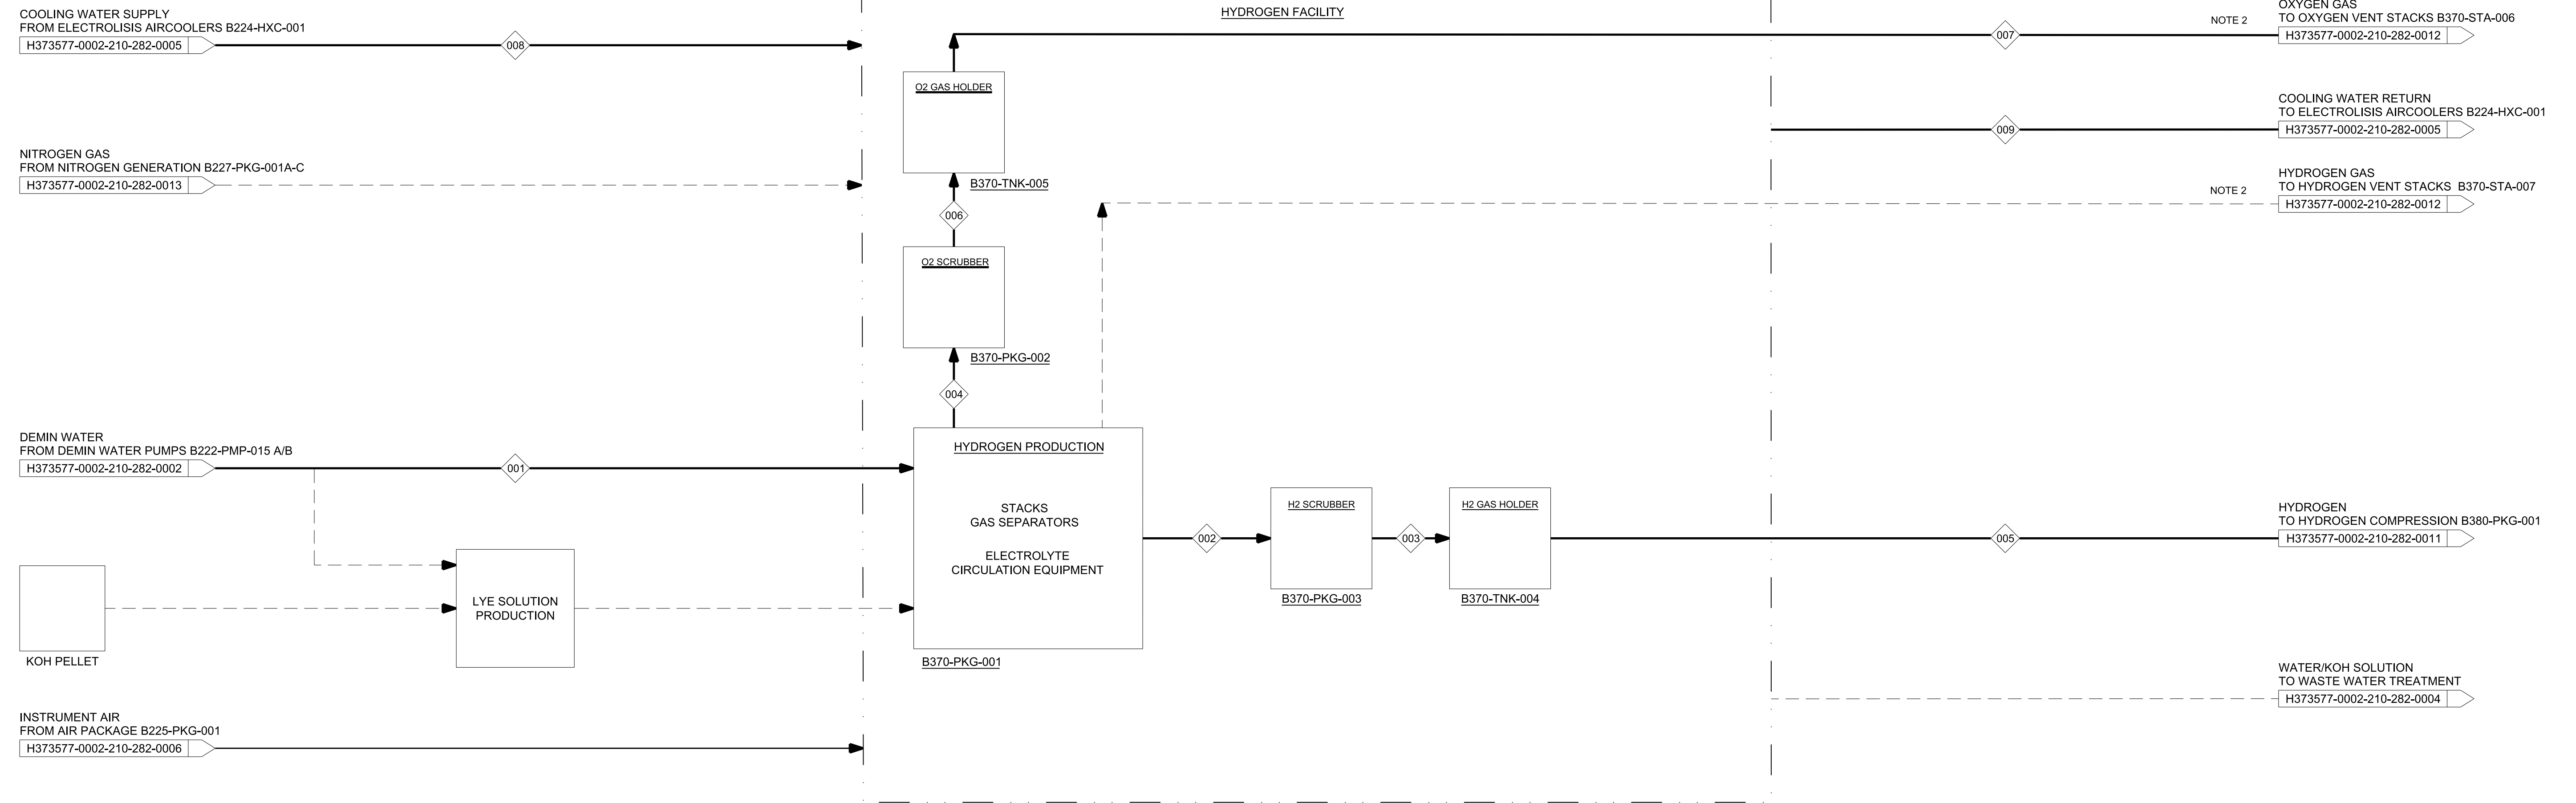 COOLING WATER SUPPLY
FROM ELECTROLISIS AIRCOOLERS B224-HXC-001
H373577-0002-210-282-0005
008
NITROGEN GAS
FROM NITROGEN GENERATION B227-PKG-001A-C
H373577-0002-210-282-0013
DEMIN WATER
FROM DEMIN WATER PUMPS B222-PMP-015 A/B
H373577-0002-210-282-0002
001
KOH PELLET
LYE SOLUTION
PRODUCTION
INSTRUMENT AIR
FROM AIR PACKAGE B225-PKG-001
H373577-0002-210-282-0006
HYDROGEN FACILITY
O2 GAS HOLDER
B370-TNK-005
006
O2 SCRUBBER
B370-PKG-002
004
HYDROGEN PRODUCTION
STACKS
GAS SEPARATORS
ELECTROLYTE
CIRCULATION EQUIPMENT
B370-PKG-001
002
H2 SCRUBBER
B370-PKG-003
003
H2 GAS HOLDER
B370-TNK-004
007
NOTE 2
OXYGEN GAS
TO OXYGEN VENT STACKS B370-STA-006
H373577-0002-210-282-0012
009
COOLING WATER RETURN
TO ELECTROLISIS AIRCOOLERS B224-HXC-001
H373577-0002-210-282-0005
NOTE 2
HYDROGEN GAS
TO HYDROGEN VENT STACKS B370-STA-007
H373577-0002-210-282-0012
005
HYDROGEN
TO HYDROGEN COMPRESSION B380-PKG-001
H373577-0002-210-282-0011
WATER/KOH SOLUTION
TO WASTE WATER TREATMENT
H373577-0002-210-282-0004